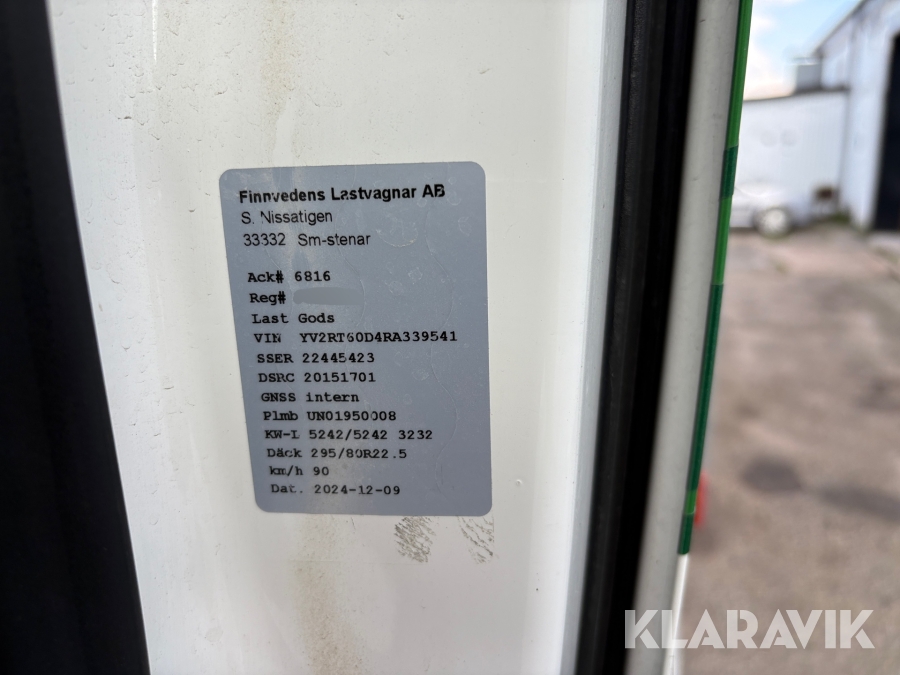 Finnvedens Lastvagnar AB
S. Nissatigen
33332 Sm-stenar
Ack# 6816
Reg#
Last Gods
VIN YV2RT60D4RA339541
SSER 22445423
DSRC 20151701
GNSS intern
Plmb UN01950008
KW-L 5242/5242 3232
Däck 295/80R22.5
km/h 90
Dat. 2024-12-09
KLARAVIK